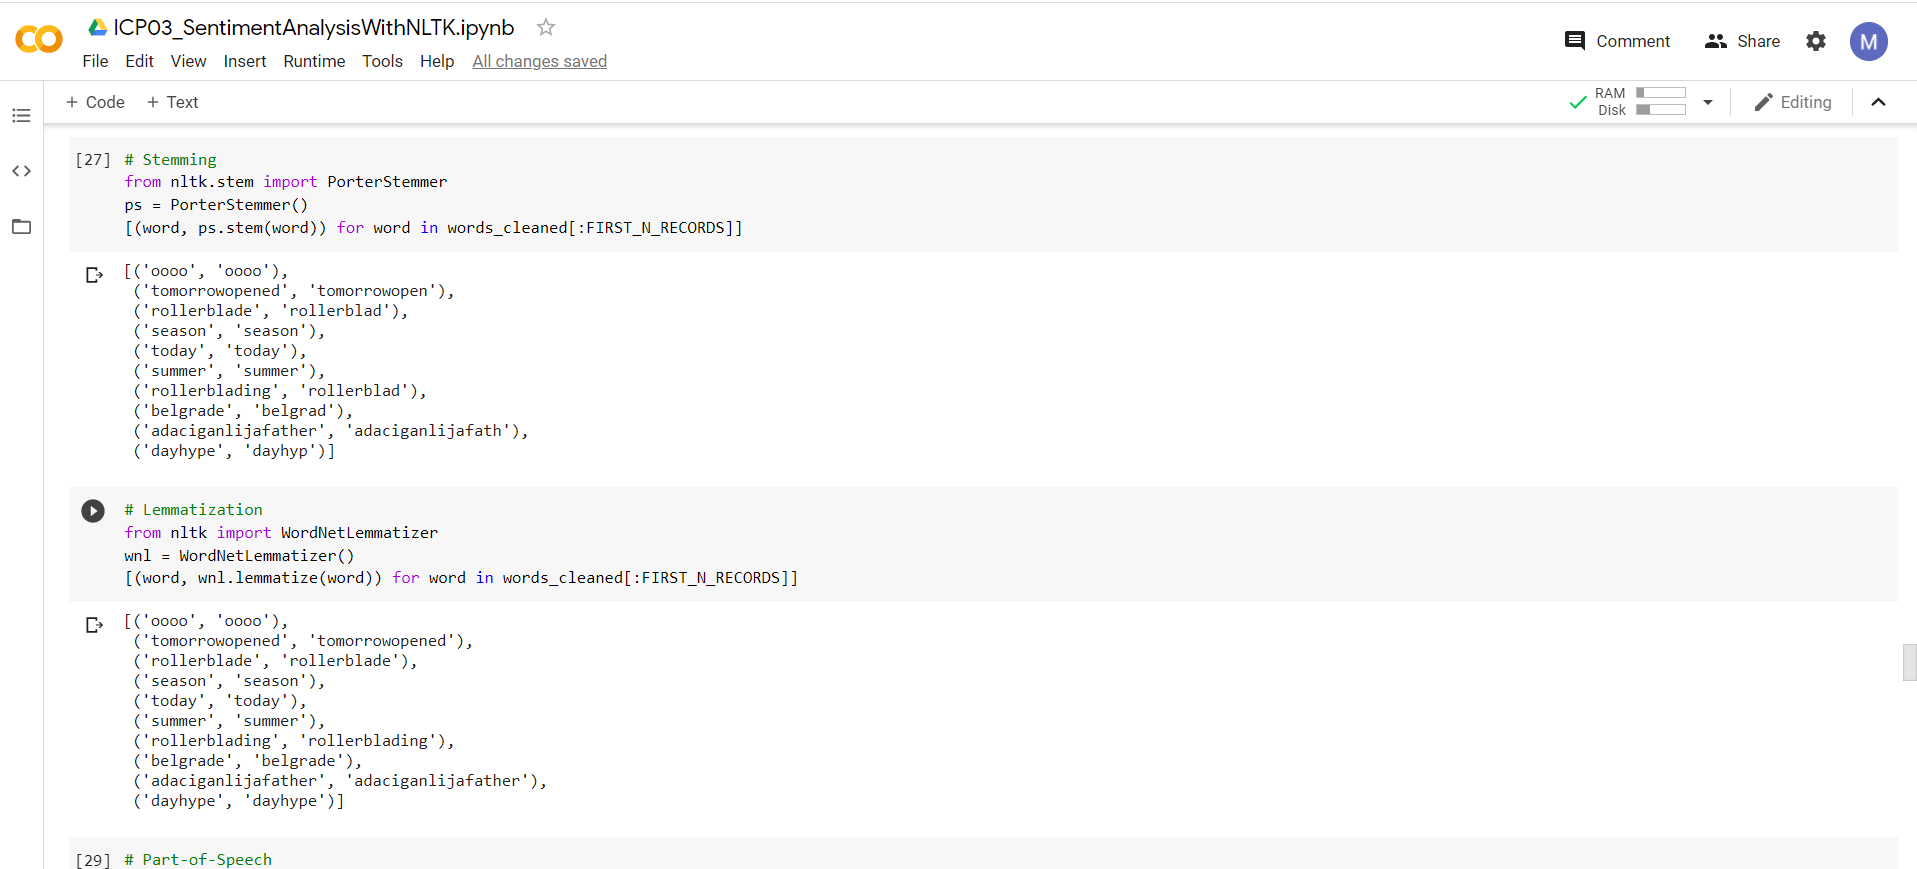 ICP03_SentimentAnalysisWithNLTK.ipynb
Comment Share M
File Edit View Insert Runtime Tools Help All changes saved
+ Code + Text
RAM
Disk
Editing
[27] # Stemming
from nltk.stem import PorterStemmer
ps = PorterStemmer()
[(word, ps.stem(word)) for word in words_cleaned[:FIRST_N_RECORDS]]
[('oooo', 'oooo'),
('tomorrowopened', 'tomorrowopen'),
('rollerblade', 'rollerblad'),
('season', 'season'),
('today', 'today'),
('summer', 'summer'),
('rollerblading', 'rollerblad'),
('belgrade', 'belgrad'),
('adaciganlijafather', 'adaciganlijafath'),
('dayhype', 'dayhyp')]
# Lemmatization
from nltk import WordNetLemmatizer
wnl = WordNetLemmatizer()
[(word, wnl.lemmatize(word)) for word in words_cleaned[:FIRST_N_RECORDS]]
[('oooo', 'oooo'),
('tomorrowopened', 'tomorrowopened'),
('rollerblade', 'rollerblade'),
('season', 'season'),
('today', 'today'),
('summer', 'summer'),
('rollerblading', 'rollerblading'),
('belgrade', 'belgrade'),
('adaciganlijafather', 'adaciganlijafather'),
('dayhype', 'dayhype')]
[29] # Part-of-Speech